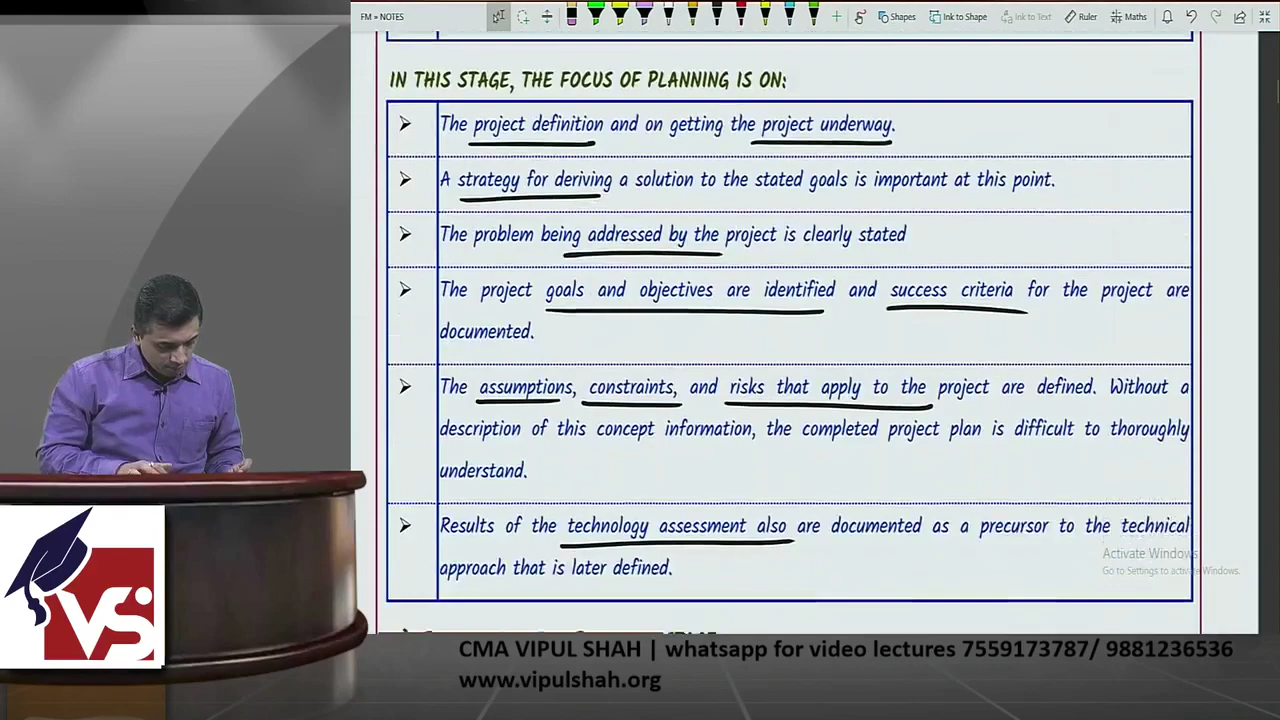 FM » NOTES
Shapes
Ink to Shape
Ink to Text
Ruler
Maths
IN THIS STAGE, THE FOCUS OF PLANNING IS ON:
The project definition and on getting the project underway.
A strategy for deriving a solution to the stated goals is important at this point.
The problem being addressed by the project is clearly stated
The project goals and objectives are identified and success criteria for the project are
documented.
The assumptions, constraints, and risks that apply to the project are defined. Without a
description of this concept information, the completed project plan is difficult to thoroughly
understand.
Results of the technology assessment also are documented as a precursor to the technical
approach that is later defined.
Activate Windows
Go to Settings to activate Windows.
VS
CMA VIPUL SHAH | whatsapp for video lectures 7559173787/ 9881236536
www.vipulshah.org